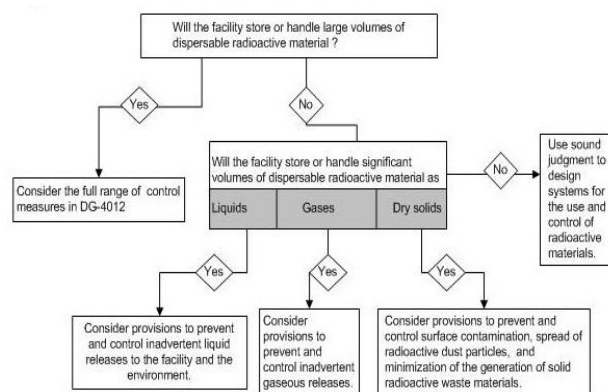 Will the facility store or handle large volumes of
dispersable radioactive material ?
Yes
No
Will the facility store or handle significant
volumes of dispersable radioactive material as
Liquids
Gases
Dry solids
No
Use sound
judgment to
design
systems for
the use and
control of
radioactive
materials.
Consider the full range of control
measures in DG-4012
Yes
Yes
Yes
Consider provisions to prevent
and control inadvertent liquid
releases to the facility and the
environment.
Consider
provisions to
prevent and
control inadvertent
gaseous releases.
Consider provisions to prevent and
control surface contamination, spread of
radioactive dust particles, and
minimization of the generation of solid
radioactive waste materials.